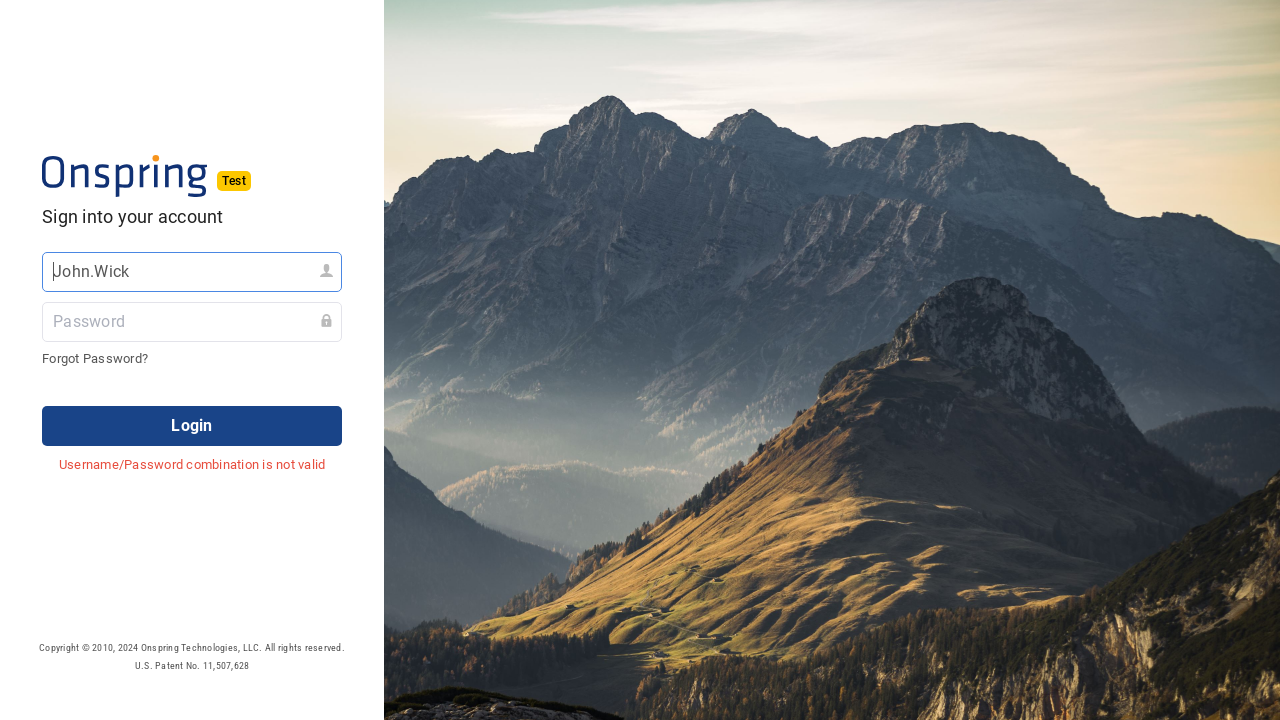 Onspring Test
Sign into your account
John.Wick
Password
Forgot Password?
Login
Username/Password combination is not valid
Copyright © 2010, 2024 Onspring Technologies, LLC. All rights reserved.
U.S. Patent No. 11,507,628